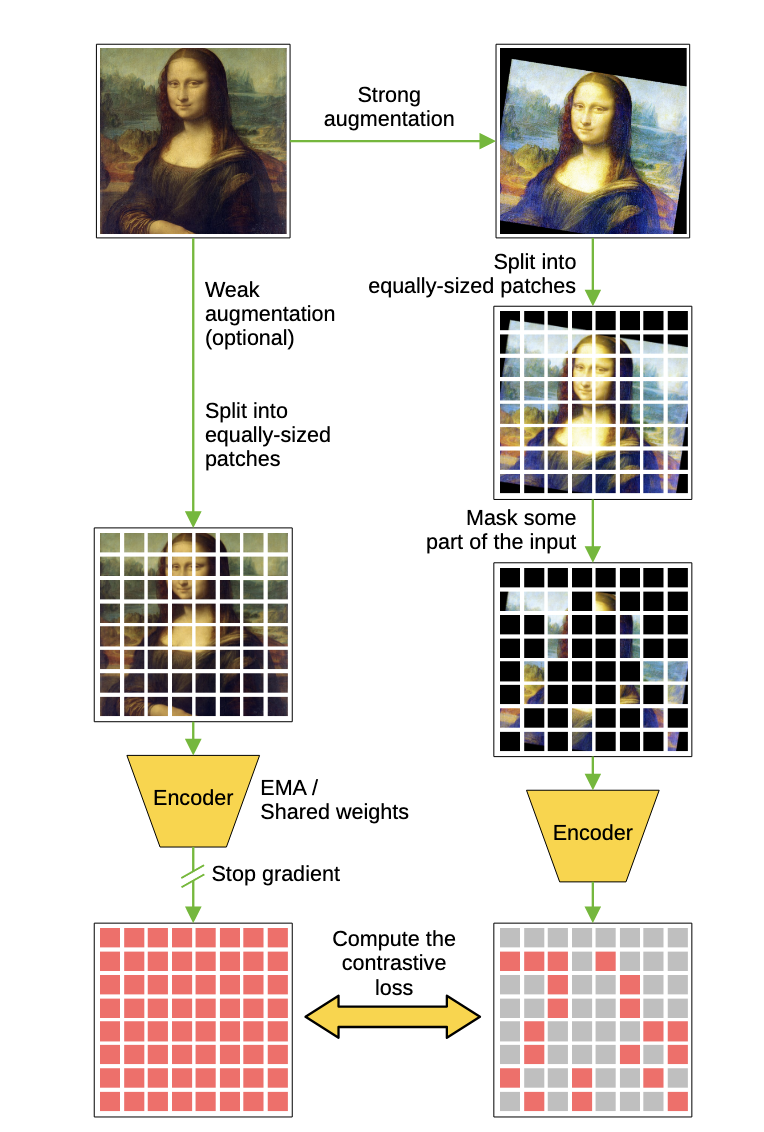 Strong
augmentation
Split into
equally-sized patches
Weak
augmentation
(optional)
Split into
equally-sized
patches
Mask some
part of the input
Encoder
EMA /
Shared weights
Encoder
Stop gradient
Compute the
contrastive
loss